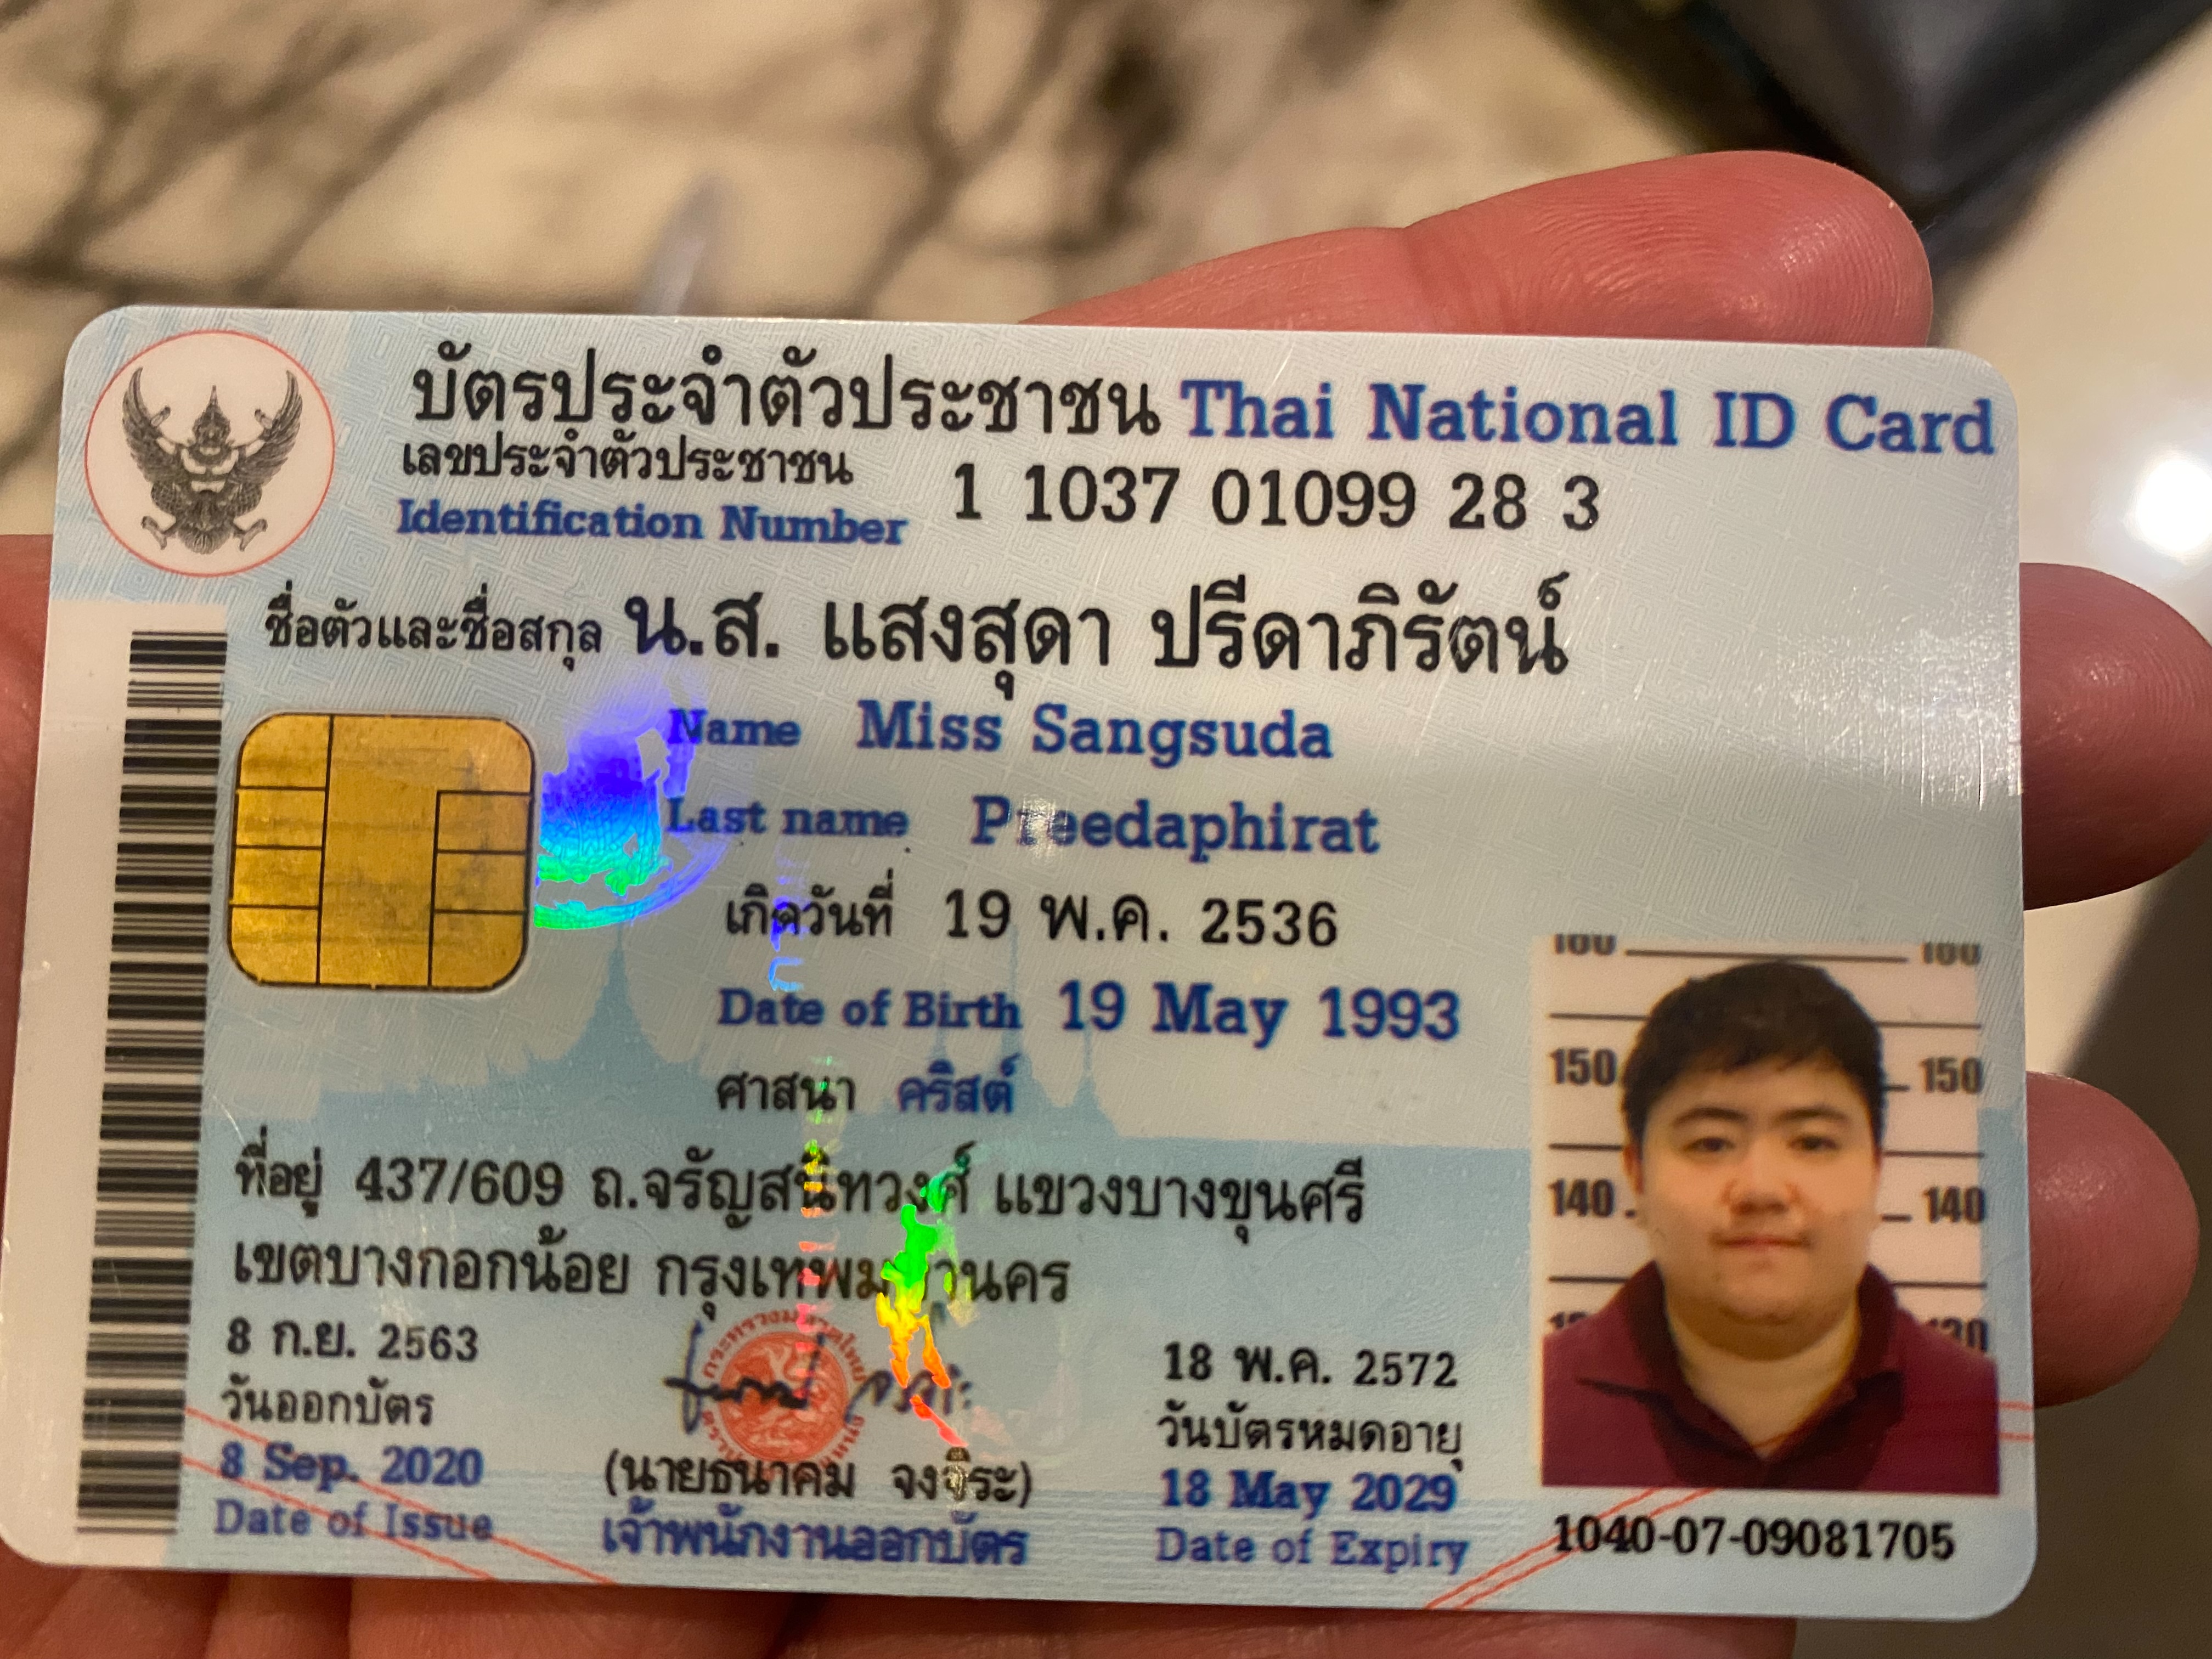 บัตรประจำตัวประชาชน Thai National ID Card
เลขประจำตัวประชาชน
Identification Number 1 1037 01099 28 3
ชื่อตัวและชื่อสกุล น.ส. แสงสุดา ปรีดาภิรัตน์
Name Miss Sangsuda
Last name Preedaphirat
เกิดวันที่ 19 พ.ค. 2536
Date of Birth 19 May 1993
ศาสนา คริสต์
ที่อยู่ 437/609 ถ.จรัญสนิทวงศ์ แขวงบางขุนศรี
เขตบางกอกน้อย กรุงเทพมหานคร
8 ก.ย. 2563
วันออกบัตร
8 Sep. 2020
Date of Issue
(นายธนาคม จงจิระ)
เจ้าพนักงานออกบัตร
18 พ.ค. 2572
วันบัตรหมดอายุ
18 May 2029
Date of Expiry
160 160
150 150
140 140
1040-07-09081705